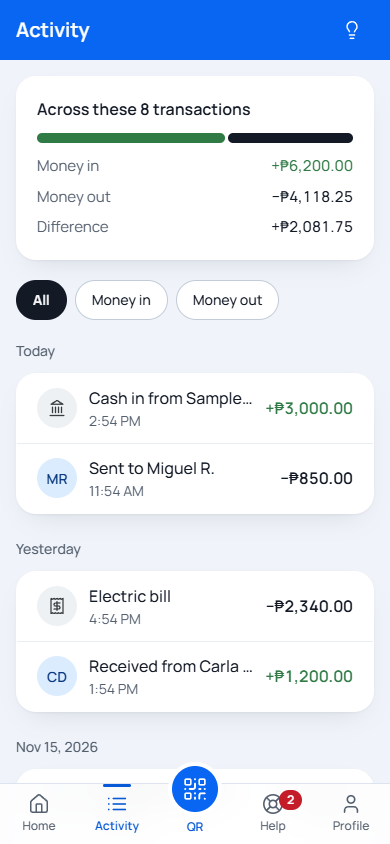 Activity
Across these 8 transactions
Money in +₱6,200.00
Money out −₱4,118.25
Difference +₱2,081.75
All Money in Money out
Today
Cash in from Sample… +₱3,000.00
2:54 PM
MR Sent to Miguel R. −₱850.00
11:54 AM
Yesterday
Electric bill −₱2,340.00
4:54 PM
CD Received from Carla … +₱1,200.00
1:54 PM
Nov 15, 2026
2
Home Activity QR Help Profile